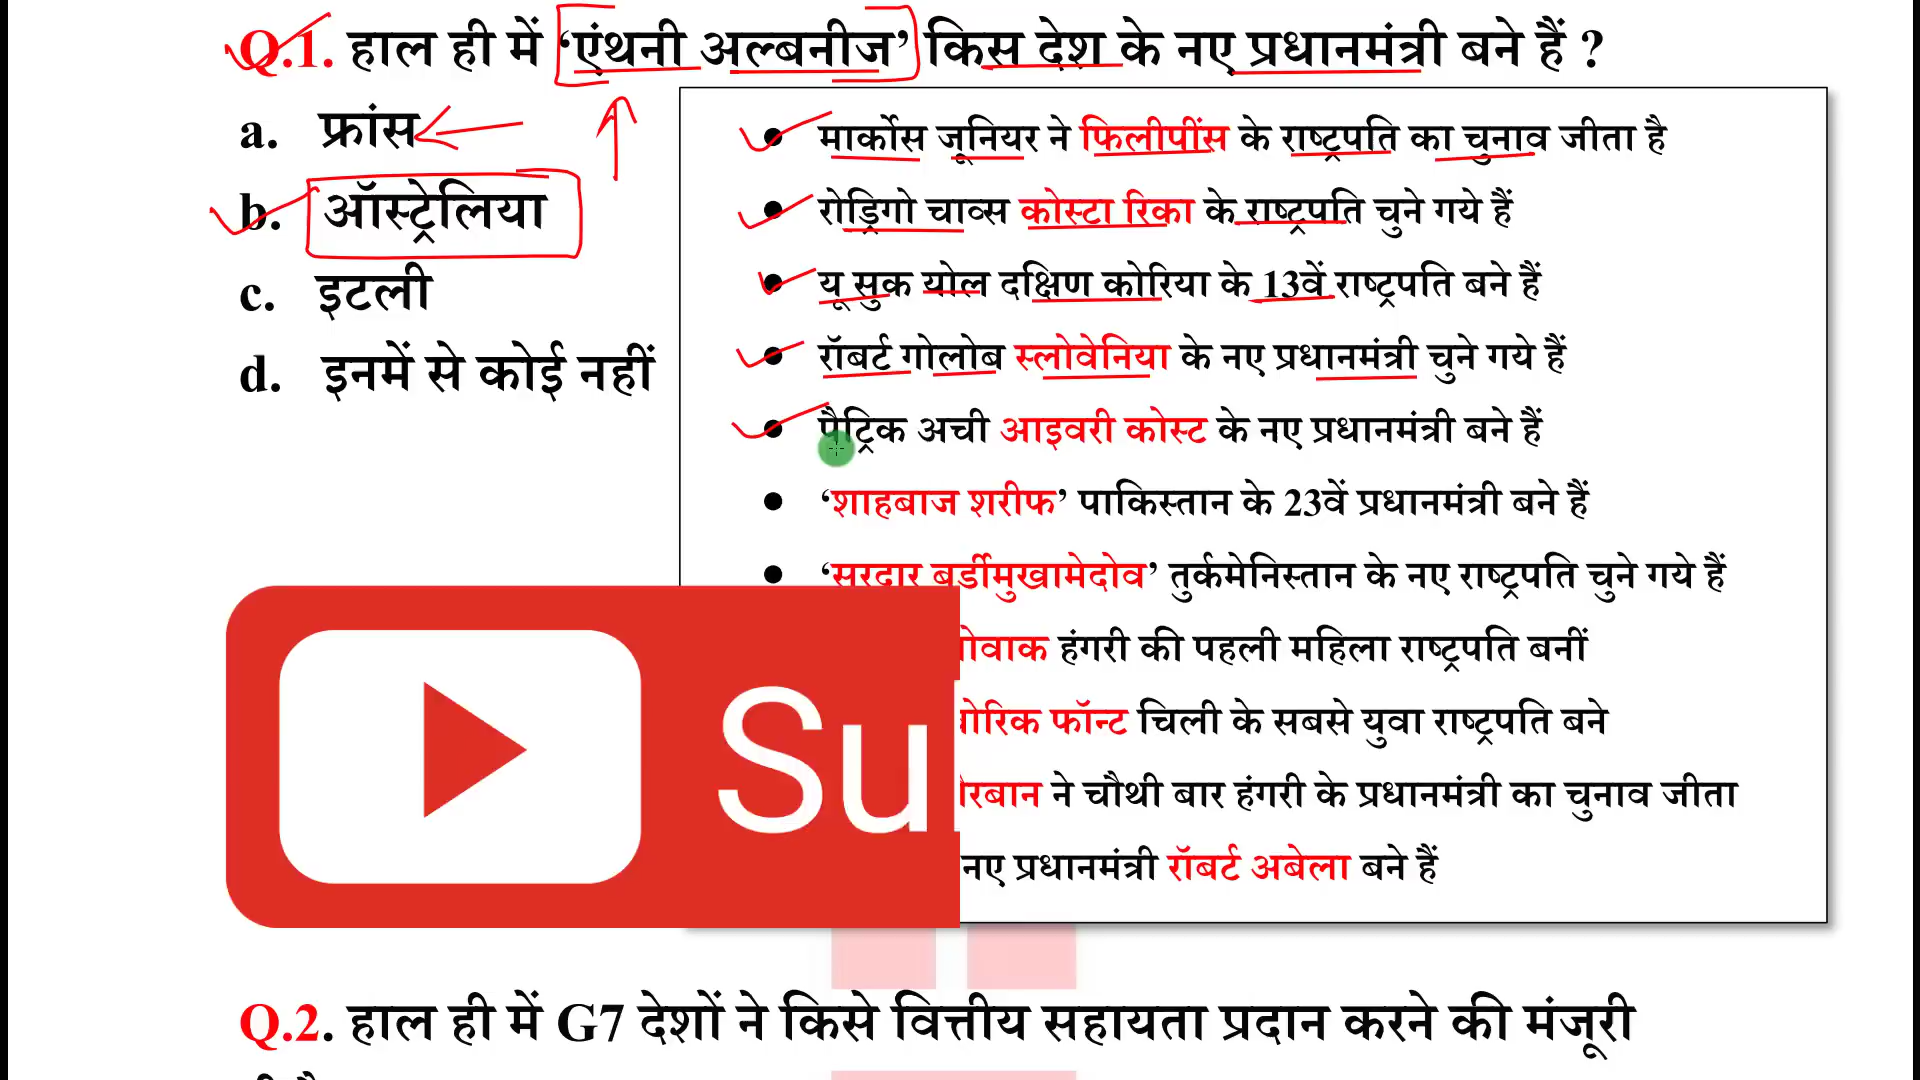 Q.1. हाल ही में ‘एंथनी अल्बनीज’ किस देश के नए प्रधानमंत्री बने हैं ?
a. फ्रांस
b. ऑस्ट्रेलिया
c. इटली
d. इनमें से कोई नहीं
● मार्कोस जूनियर ने फिलीपींस के राष्ट्रपति का चुनाव जीता है
● रोड्रिगो चाव्स कोस्टा रिका के राष्ट्रपति चुने गये हैं
● यू सुक योल दक्षिण कोरिया के 13वें राष्ट्रपति बने हैं
● रॉबर्ट गोलोब स्लोवेनिया के नए प्रधानमंत्री चुने गये हैं
● पैट्रिक अची आइवरी कोस्ट के नए प्रधानमंत्री बने हैं
● ‘शाहबाज शरीफ’ पाकिस्तान के 23वें प्रधानमंत्री बने हैं
● ‘सरदार बर्डीमुखामेदोव’ तुर्कमेनिस्तान के नए राष्ट्रपति चुने गये हैं
हंगरी की पहली महिला राष्ट्रपति बनीं
फॉन्ट चिली के सबसे युवा राष्ट्रपति बने
ने चौथी बार हंगरी के प्रधानमंत्री का चुनाव जीता
नए प्रधानमंत्री रॉबर्ट अबेला बने हैं
Su
Q.2. हाल ही में G7 देशों ने किसे वित्तीय सहायता प्रदान करने की मंजूरी